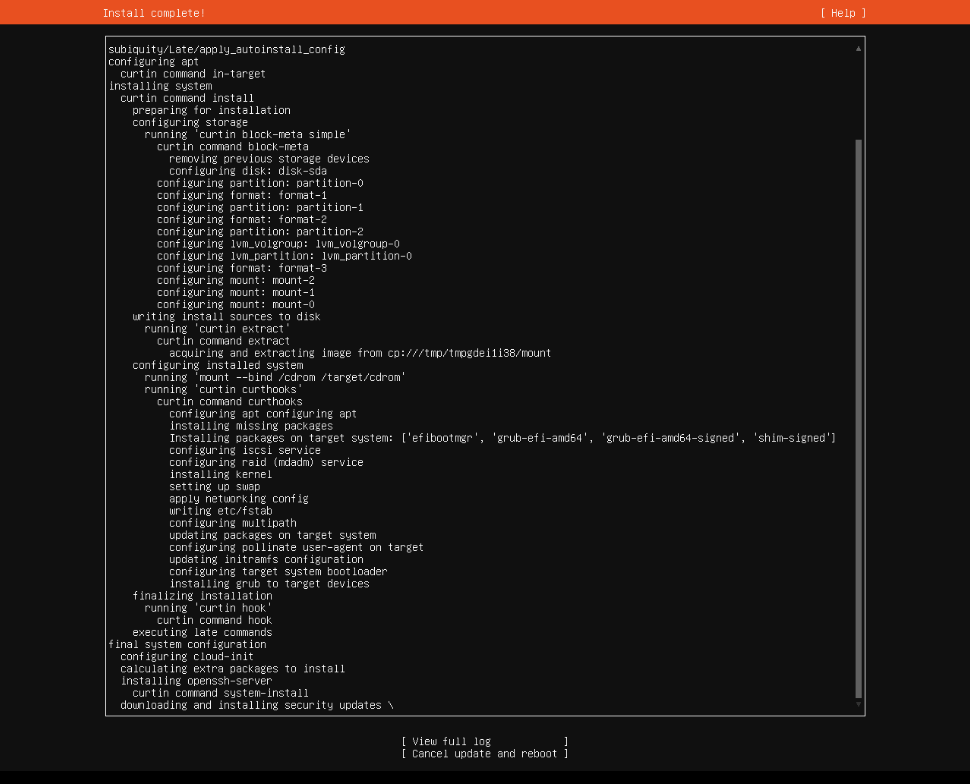 Install complete!
[ Help ]
subiquity/Late/apply_autoinstall_config
configuring apt
curtin command in-target
installing system
curtin command install
preparing for installation
configuring storage
running 'curtin block-meta simple'
curtin command block-meta
removing previous storage devices
configuring disk: disk-sda
configuring partition: partition-0
configuring format: format-1
configuring partition: partition-1
configuring format: format-2
configuring partition: partition-2
configuring lvm_volgroup: lvm_volgroup-0
configuring lvm_partition: lvm_partition-0
configuring format: format-3
configuring mount: mount-2
configuring mount: mount-1
configuring mount: mount-0
writing install sources to disk
running 'curtin extract'
curtin command extract
acquiring and extracting image from cp:///tmp/tmpgdei1i38/mount
configuring installed system
running 'mount --bind /cdrom /target/cdrom'
running 'curtin curthooks'
curtin command curthooks
configuring apt configuring apt
installing missing packages
Installing packages on target system: ['efibootmgr', 'grub-efi-amd64', 'grub-efi-amd64-signed', 'shim-signed']
configuring iscsi service
configuring raid (mdadm) service
installing kernel
setting up swap
apply networking config
writing etc/fstab
configuring multipath
updating packages on target system
configuring pollinate user-agent on target
updating initramfs configuration
configuring target system bootloader
installing grub to target devices
finalizing installation
running 'curtin hook'
curtin command hook
executing late commands
final system configuration
configuring cloud-init
calculating extra packages to install
installing openssh-server
curtin command system-install
downloading and installing security updates \
[ View full log ]
[ Cancel update and reboot ]